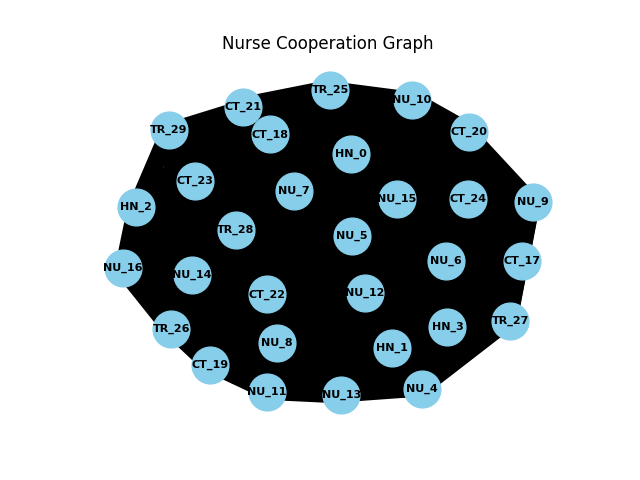 Nurse Cooperation Graph
TR_25
NU_10
CT_21
TR_29
CT_18
CT_20
HN_0
CT_23
NU_7
NU_15
CT_24
NU_9
HN_2
TR_28
NU_5
NU_6
CT_17
NU_16
NU_14
CT_22
NU_12
TR_27
TR_26
HN_3
NU_8
HN_1
CT_19
NU_11
NU_13
NU_4